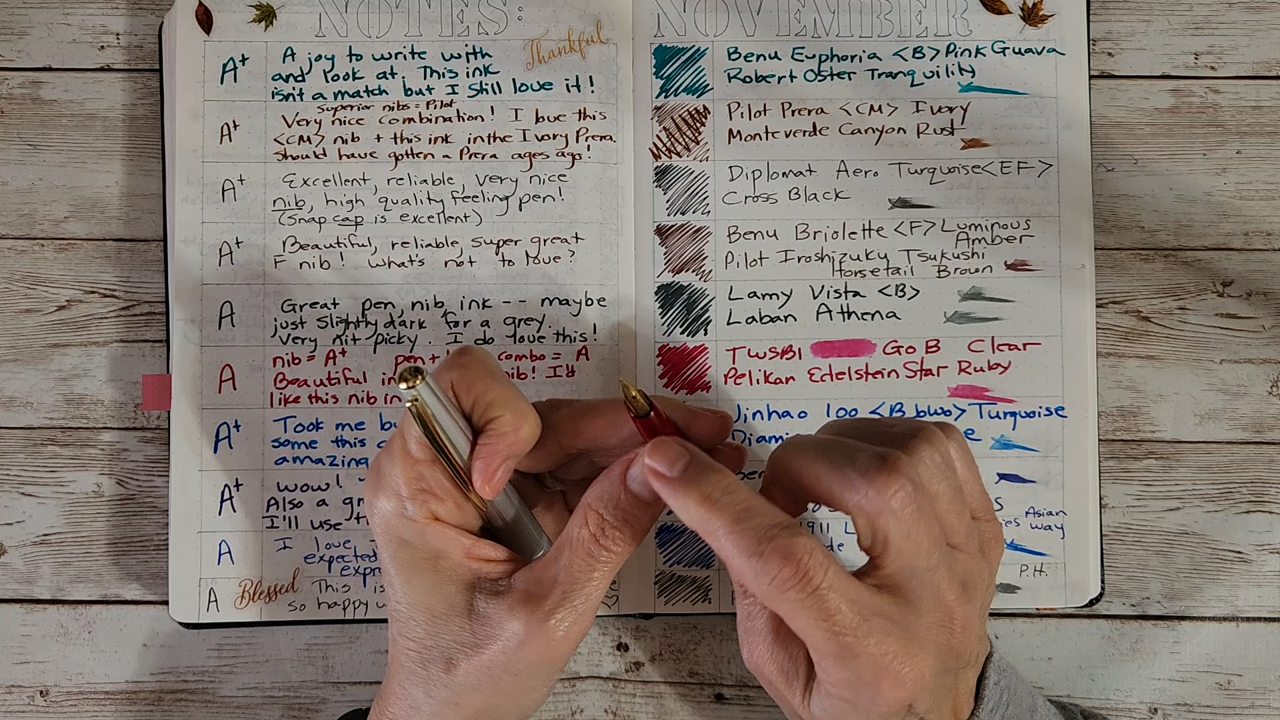 NOTES:
Thankful
A+
A joy to write with
and look at. This ink
isn't a match but I still love it!
A+
superior nibs = Pilot
Very nice combination! I love this
<CM> nib + this ink in the Ivory Prera.
Should have gotten a Prera ages ago!
A+
Excellent, reliable, very nice
nib, high quality feeling pen!
(Snap cap is excellent)
A+
Beautiful, reliable, super great
F nib! What's not to love?
A
Great pen, nib, ink -- maybe
just slightly dark for a grey.
Very nit picky. I do love this!
A
nib = A+ pen + combo = A
Beautiful nib! I
like this nib in
A+
Took me
some this
amazing
A+
wow!
Also a
I'll use
A
I love
expected
A
Blessed
This is
so happy
NOVEMBER
Benu Euphoria <B> Pink Guava
Robert Oster Tranquility
Pilot Prera <CM> Ivory
Monteverde Canyon Rust
Diplomat Aero Turquoise <EF>
Cross Black
Benu Briolette <F> Luminous
Amber
Pilot Iroshizuku Tsukushi
Horsetail Brown
Lamy Vista <B>
Laban Athena
TWSBI Go B Clear
Pelikan Edelstein Star Ruby
Jinhao 100 <B bwo> Turquoise
Asian
way
P.H.